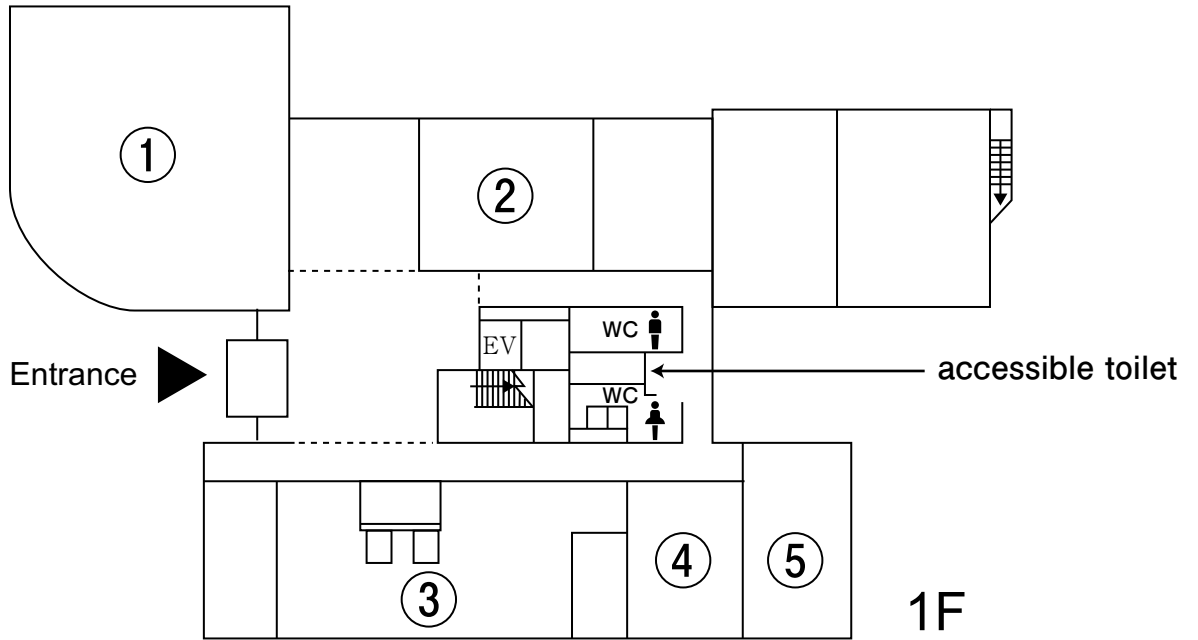 ①
②
EV
WC
Entrance
accessible toilet
WC
③
④
⑤
1F